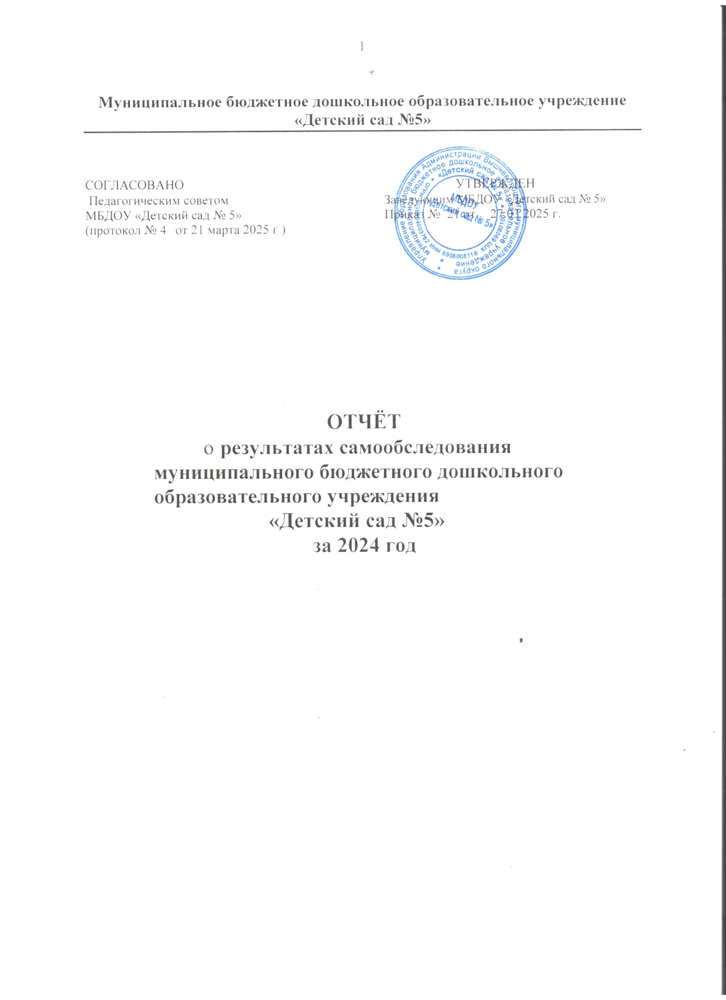 1
Муниципальное бюджетное дошкольное образовательное учреждение
«Детский сад №5»
СОГЛАСОВАНО
Педагогическим советом
МБДОУ «Детский сад № 5»
(протокол № 4 от 21 марта 2025 г )
УТВЕРЖДЕН
Заведующим МБДОУ «Детский сад № 5»
Приказ № 21 от 27.03.2025 г.
Управление образования Администрации Вышневолоцкого муниципального округа *
муниципальное бюджетное дошкольное образовательное учреждение *
* «Детский сад № 5» *
ИНН 6908008118 КПП 690801001
МБДОУ
«Детский сад № 5»
ОТЧЁТ
о результатах самообследования
муниципального бюджетного дошкольного
образовательного учреждения
«Детский сад №5»
за 2024 год